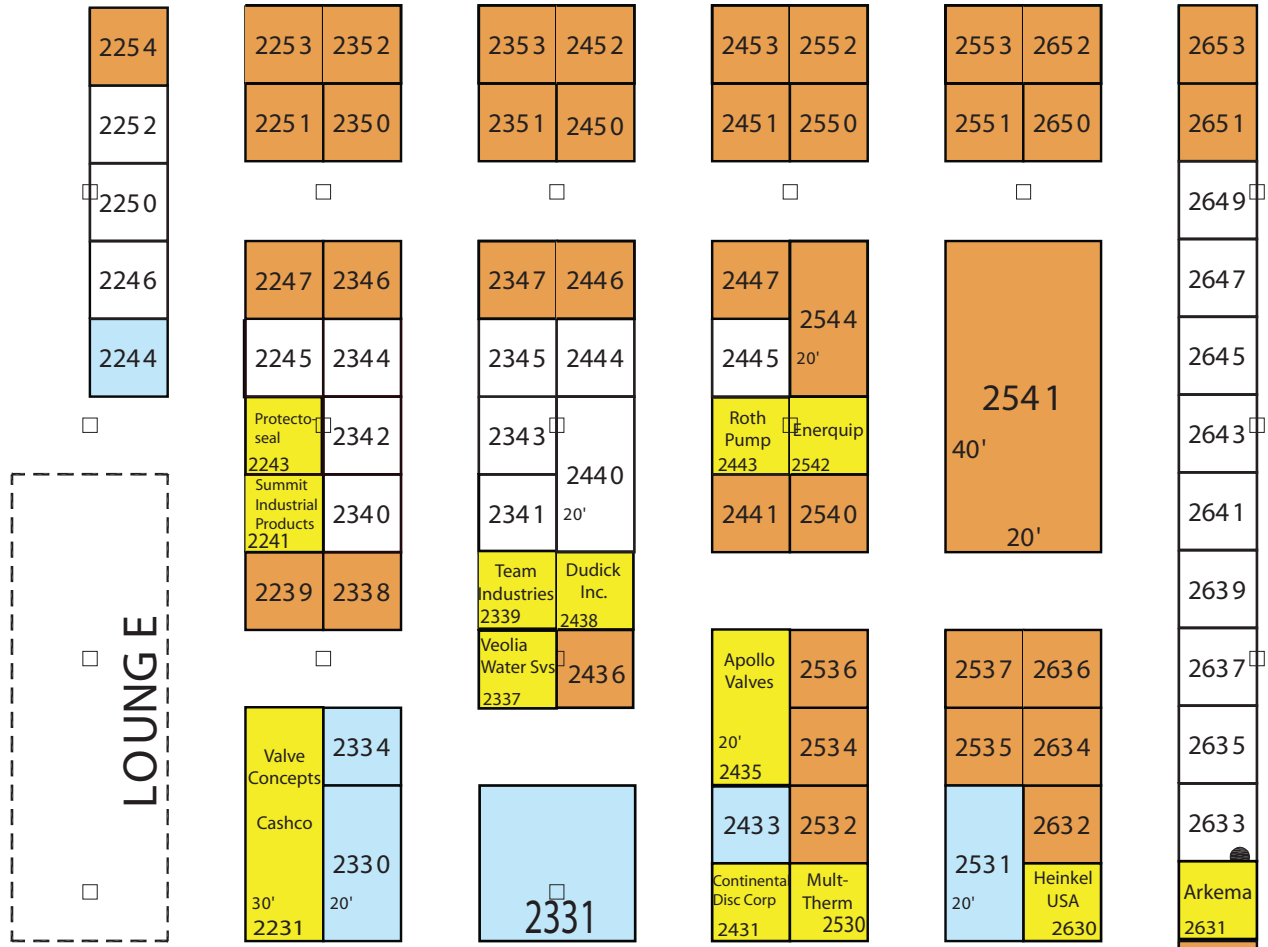 2254
2253 2352
2353 2452
2453 2552
2553 2652
2653
2252
2251 2350
2351 2450
2451 2550
2551 2650
2651
2250
2649
2246
2247 2346
2347 2446
2447
2544
20'
2647
2244
2245 2344
2345 2444
2445
2541
40'
20'
2645
Protecto-
seal
2243
2342
2343
2440
20'
Roth
Pump
2443
Enerquip
2542
2643
Summit
Industrial
Products
2241
2340
2341
2441 2540
2641
2239 2338
Team
Industries
2339
Dudick
Inc.
2438
2639
LOUNGE
Veolia
Water Svs
2337
2436
Apollo
Valves
20'
2435
2536
2537 2636
2637
Valve
Concepts
Cashco
30'
2231
2334
2534
2535 2634
2635
2330
20'
2331
2433 2532
2531
20'
2632
2633
Continental
Disc Corp
2431
Mult-
Therm
2530
Heinkel
USA
2630
Arkema
2631